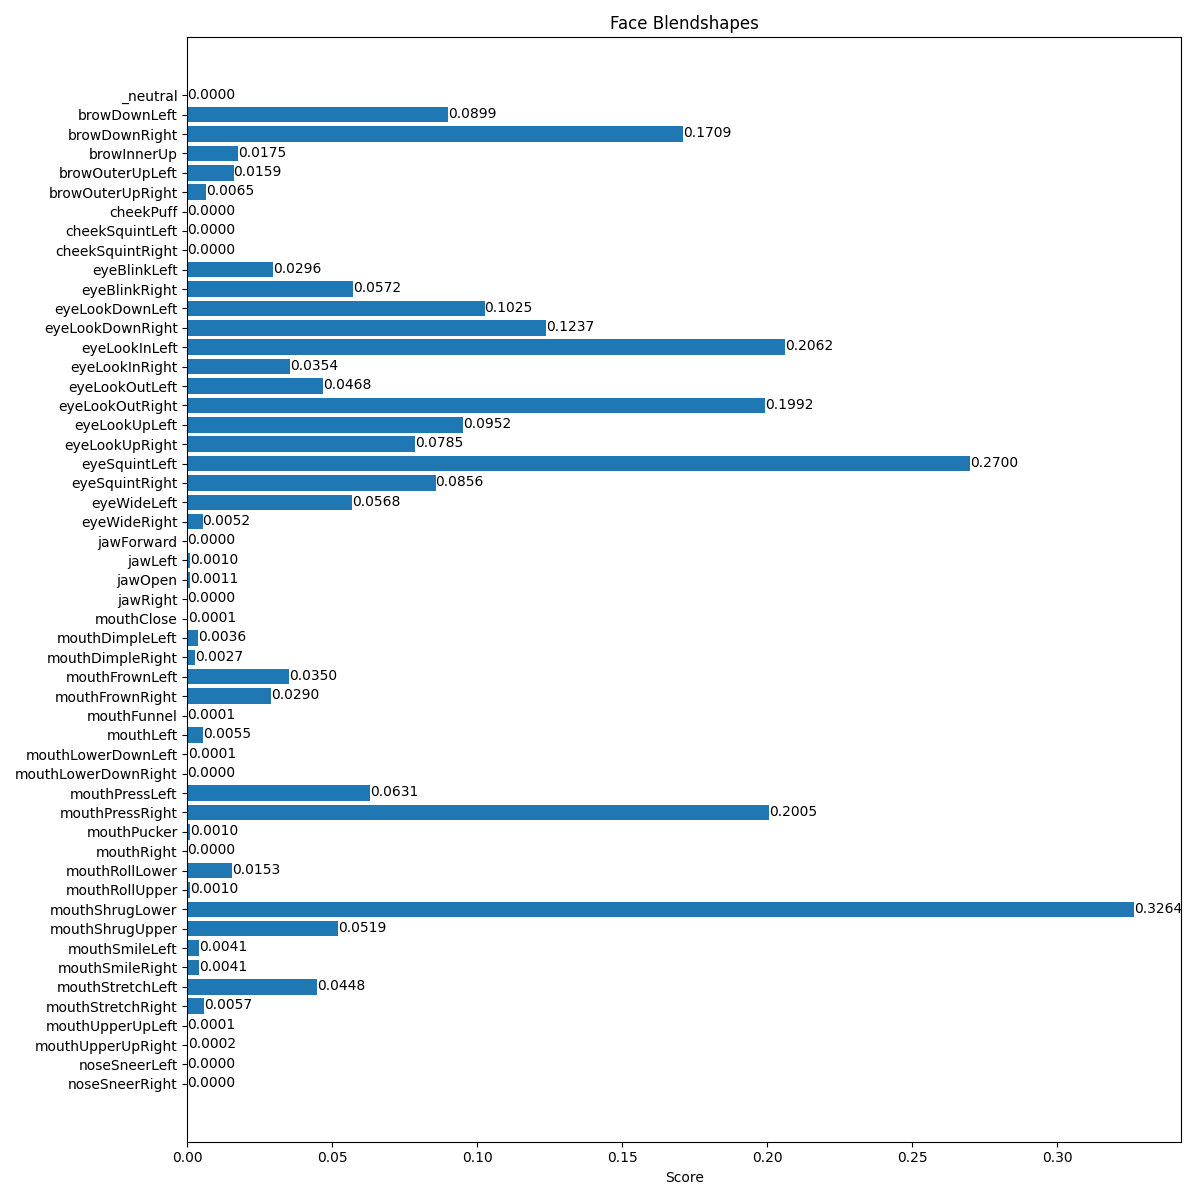 Face Blendshapes
_neutral 0.0000
browDownLeft 0.0899
browDownRight 0.1709
browInnerUp 0.0175
browOuterUpLeft 0.0159
browOuterUpRight 0.0065
cheekPuff 0.0000
cheekSquintLeft 0.0000
cheekSquintRight 0.0000
eyeBlinkLeft 0.0296
eyeBlinkRight 0.0572
eyeLookDownLeft 0.1025
eyeLookDownRight 0.1237
eyeLookInLeft 0.2062
eyeLookInRight 0.0354
eyeLookOutLeft 0.0468
eyeLookOutRight 0.1992
eyeLookUpLeft 0.0952
eyeLookUpRight 0.0785
eyeSquintLeft 0.2700
eyeSquintRight 0.0856
eyeWideLeft 0.0568
eyeWideRight 0.0052
jawForward 0.0000
jawLeft 0.0010
jawOpen 0.0011
jawRight 0.0000
mouthClose 0.0001
mouthDimpleLeft 0.0036
mouthDimpleRight 0.0027
mouthFrownLeft 0.0350
mouthFrownRight 0.0290
mouthFunnel 0.0001
mouthLeft 0.0055
mouthLowerDownLeft 0.0001
mouthLowerDownRight 0.0000
mouthPressLeft 0.0631
mouthPressRight 0.2005
mouthPucker 0.0010
mouthRight 0.0000
mouthRollLower 0.0153
mouthRollUpper 0.0010
mouthShrugLower 0.3264
mouthShrugUpper 0.0519
mouthSmileLeft 0.0041
mouthSmileRight 0.0041
mouthStretchLeft 0.0448
mouthStretchRight 0.0057
mouthUpperUpLeft 0.0001
mouthUpperUpRight 0.0002
noseSneerLeft 0.0000
noseSneerRight 0.0000
0.00 0.05 0.10 0.15 0.20 0.25 0.30
Score